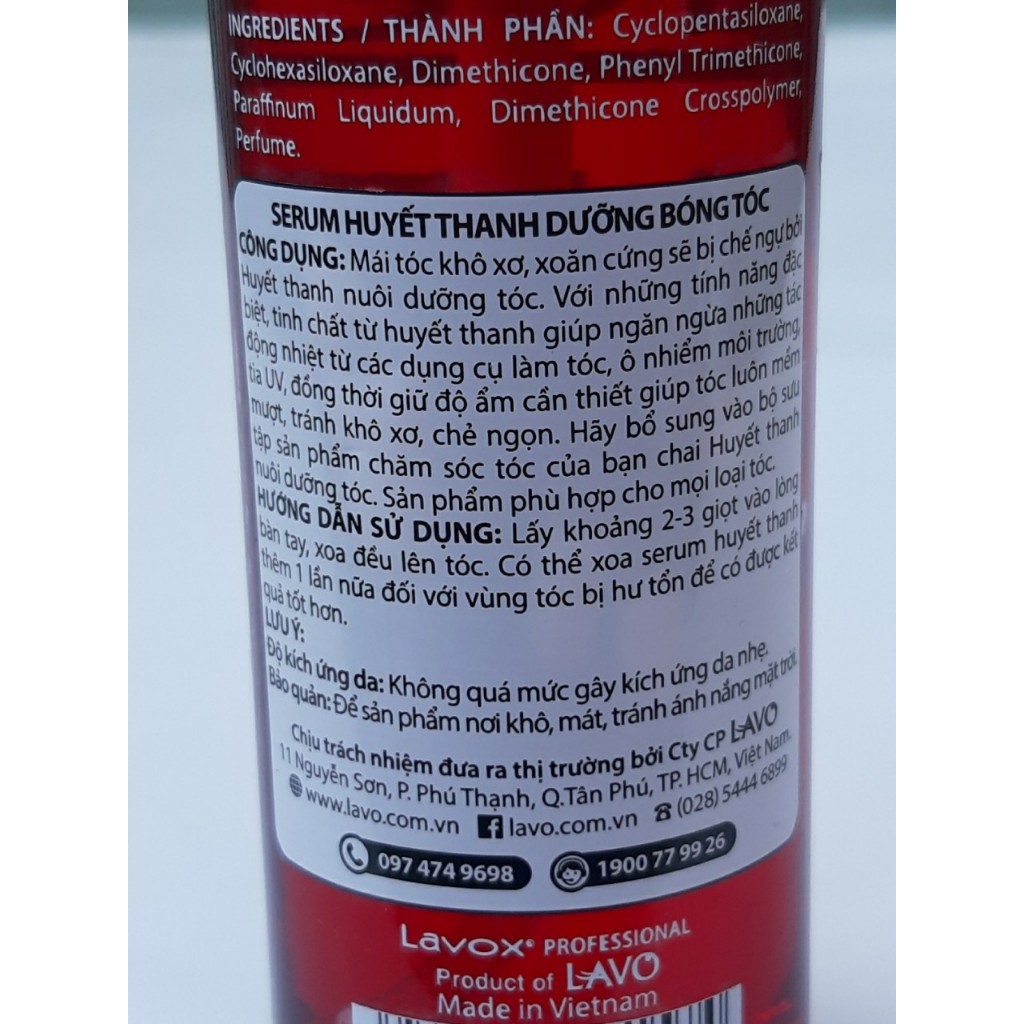 INGREDIENTS / THÀNH PHẦN: Cyclopentasiloxane,
Cyclohexasiloxane, Dimethicone, Phenyl Trimethicone,
Paraffinum Liquidum, Dimethicone Crosspolymer,
Perfume.
SERUM HUYẾT THANH DƯỠNG BÓNG TÓC
CÔNG DỤNG: Mái tóc khô xơ, xoăn cứng sẽ bị chế ngự bởi
Huyết thanh nuôi dưỡng tóc. Với những tính năng đặc
biệt, tinh chất từ huyết thanh giúp ngăn ngừa những tác
động nhiệt từ các dụng cụ làm tóc, ô nhiễm môi trường,
tia UV, đồng thời giữ độ ẩm cần thiết giúp tóc luôn mềm
mượt, tránh khô xơ, chẻ ngọn. Hãy bổ sung vào bộ sưu
tập sản phẩm chăm sóc tóc của bạn chai Huyết thanh
nuôi dưỡng tóc. Sản phẩm phù hợp cho mọi loại tóc.
HƯỚNG DẪN SỬ DỤNG: Lấy khoảng 2-3 giọt vào lòng
bàn tay, xoa đều lên tóc. Có thể xoa serum huyết thanh
thêm 1 lần nữa đối với vùng tóc bị hư tổn để có được kết
quả tốt hơn.
LƯU Ý:
Độ kích ứng da: Không quá mức gây kích ứng da nhẹ.
Bảo quản: Để sản phẩm nơi khô, mát, tránh ánh nắng mặt trời.
Chịu trách nhiệm đưa ra thị trường bởi Cty CP LAVO
11 Nguyễn Sơn, P. Phú Thạnh, Q.Tân Phú, TP. HCM, Việt Nam.
www.lavo.com.vn lavo.com.vn (028) 5444 6899
097 474 9698 1900 77 99 26
Lavox® PROFESSIONAL
Product of LAVO
Made in Vietnam